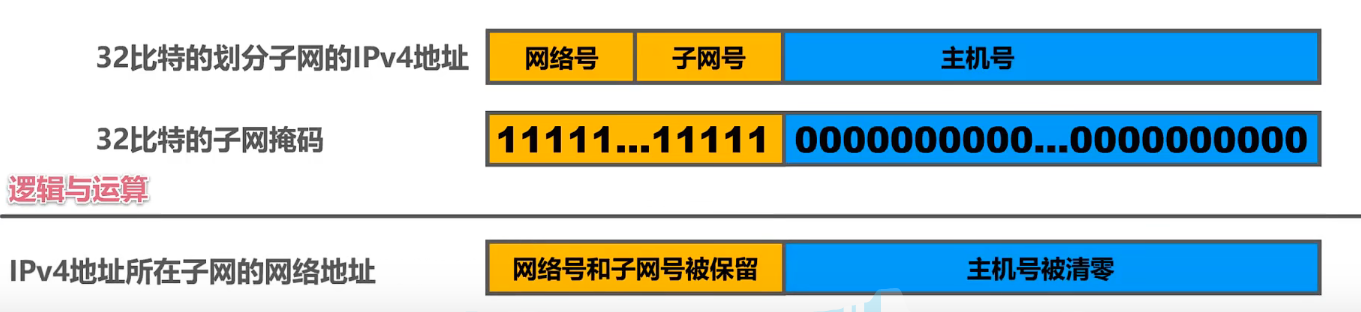 32比特的划分子网的IPv4地址 网络号 子网号 主机号
32比特的子网掩码 11111...11111 0000000000...0000000000
逻辑与运算
IPv4地址所在子网的网络地址 网络号和子网号被保留 主机号被清零